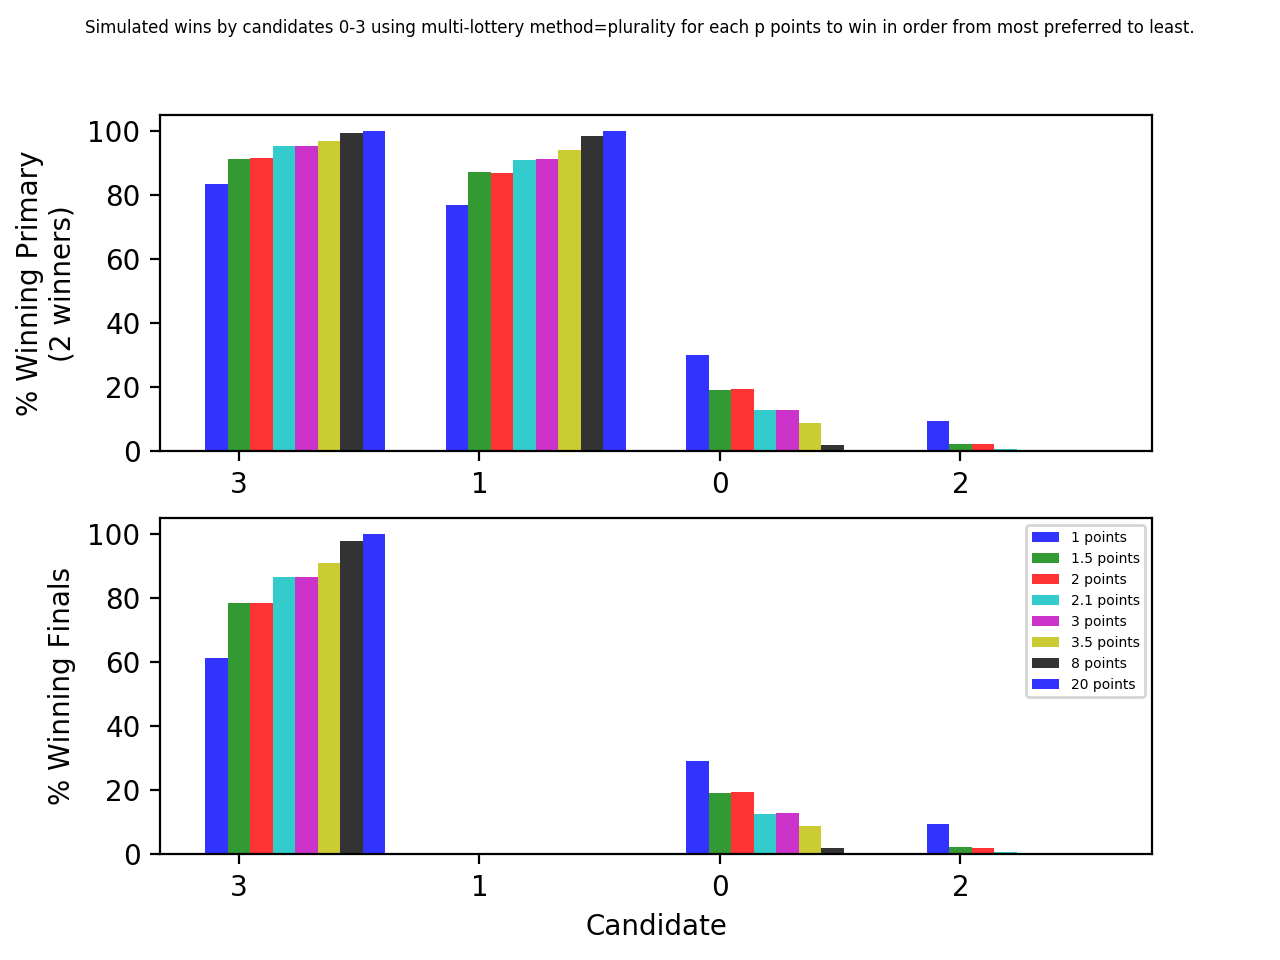 Simulated wins by candidates 0-3 using multi-lottery method=plurality for each p points to win in order from most preferred to least.
% Winning Primary
(2 winners)
100
80
60
40
20
0
3 1 0 2
% Winning Finals
100
80
60
40
20
0
1 points
1.5 points
2 points
2.1 points
3 points
3.5 points
8 points
20 points
3 1 0 2
Candidate